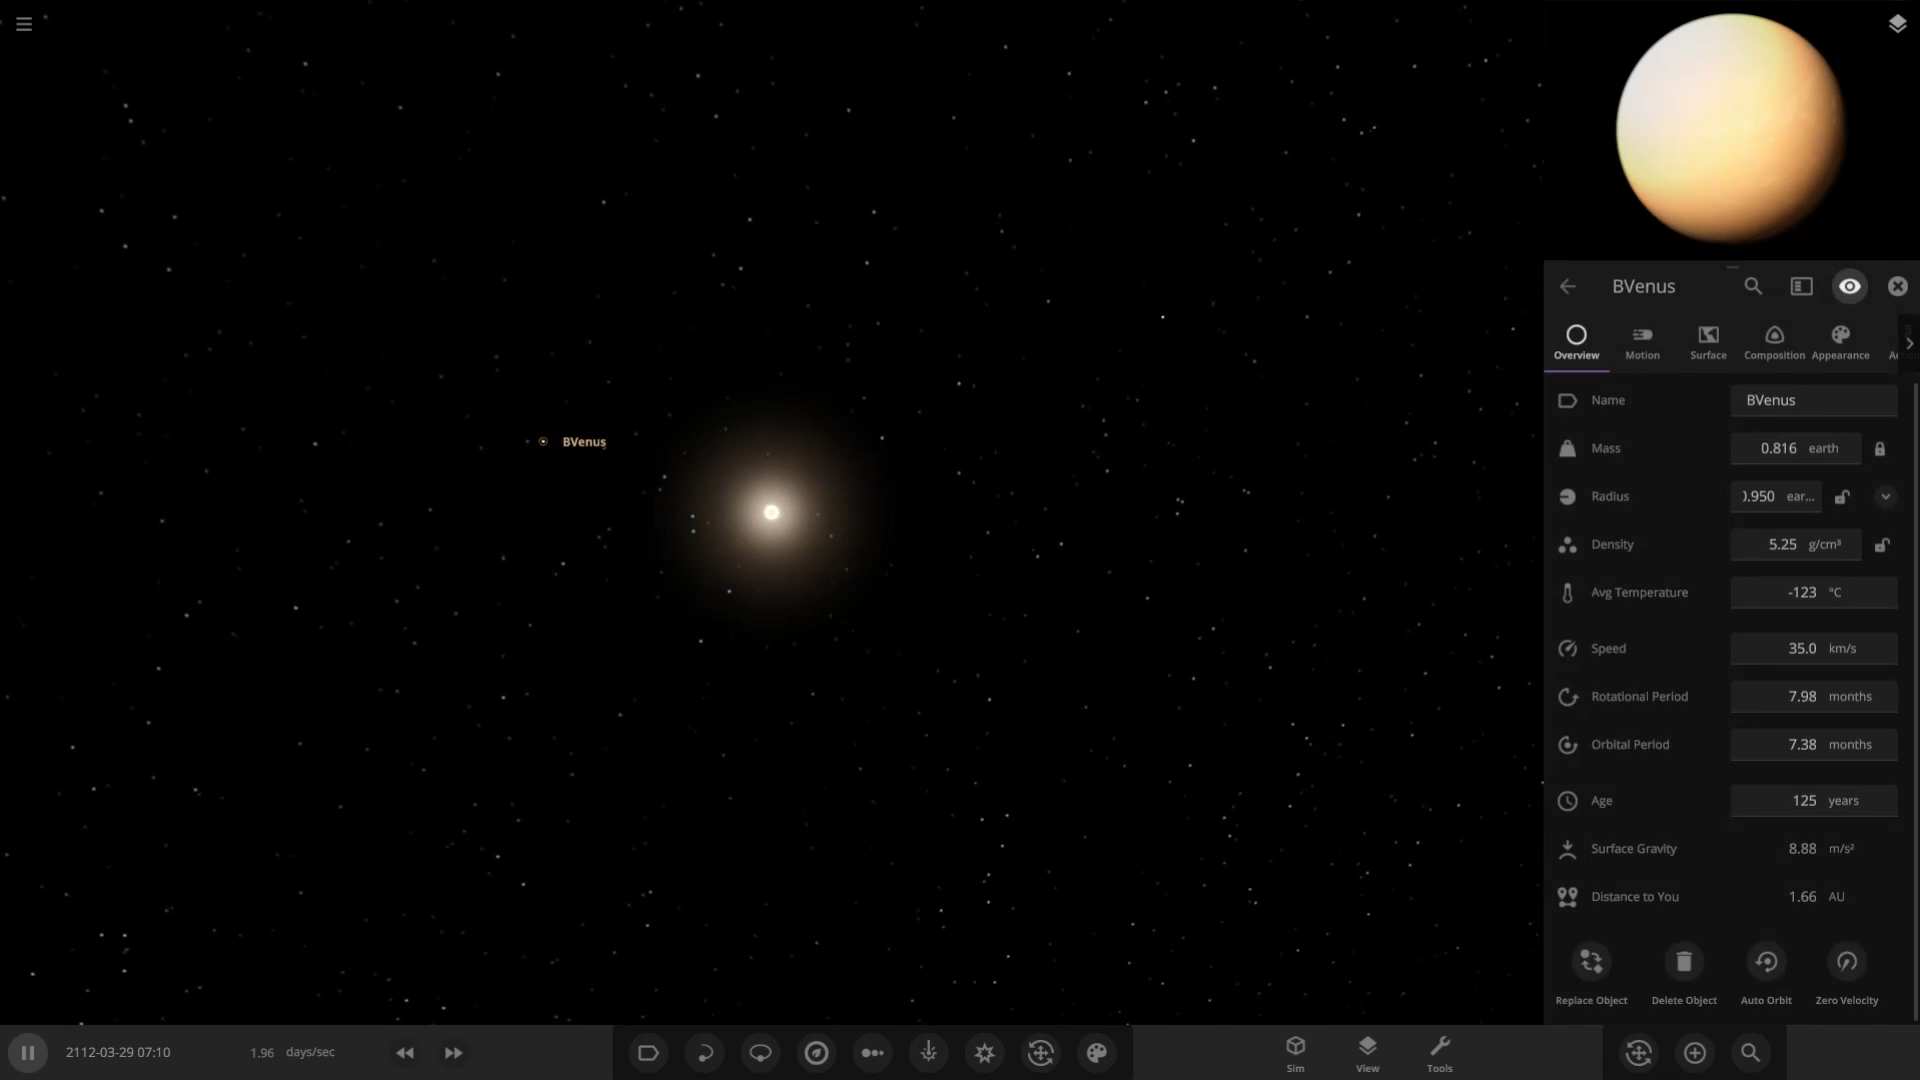 BVenus
BVenus
Overview
Motion
Surface
Composition
Appearance
Name
BVenus
Mass
0.816 earth
Radius
0.950 ear...
Density
5.25 g/cm³
Avg Temperature
-123 °C
Speed
35.0 km/s
Rotational Period
7.98 months
Orbital Period
7.38 months
Age
125 years
Surface Gravity
8.88 m/s²
Distance to You
1.66 AU
Replace Object
Delete Object
Auto Orbit
Zero Velocity
2112-03-29 07:10
1.96 days/sec
Sim
View
Tools